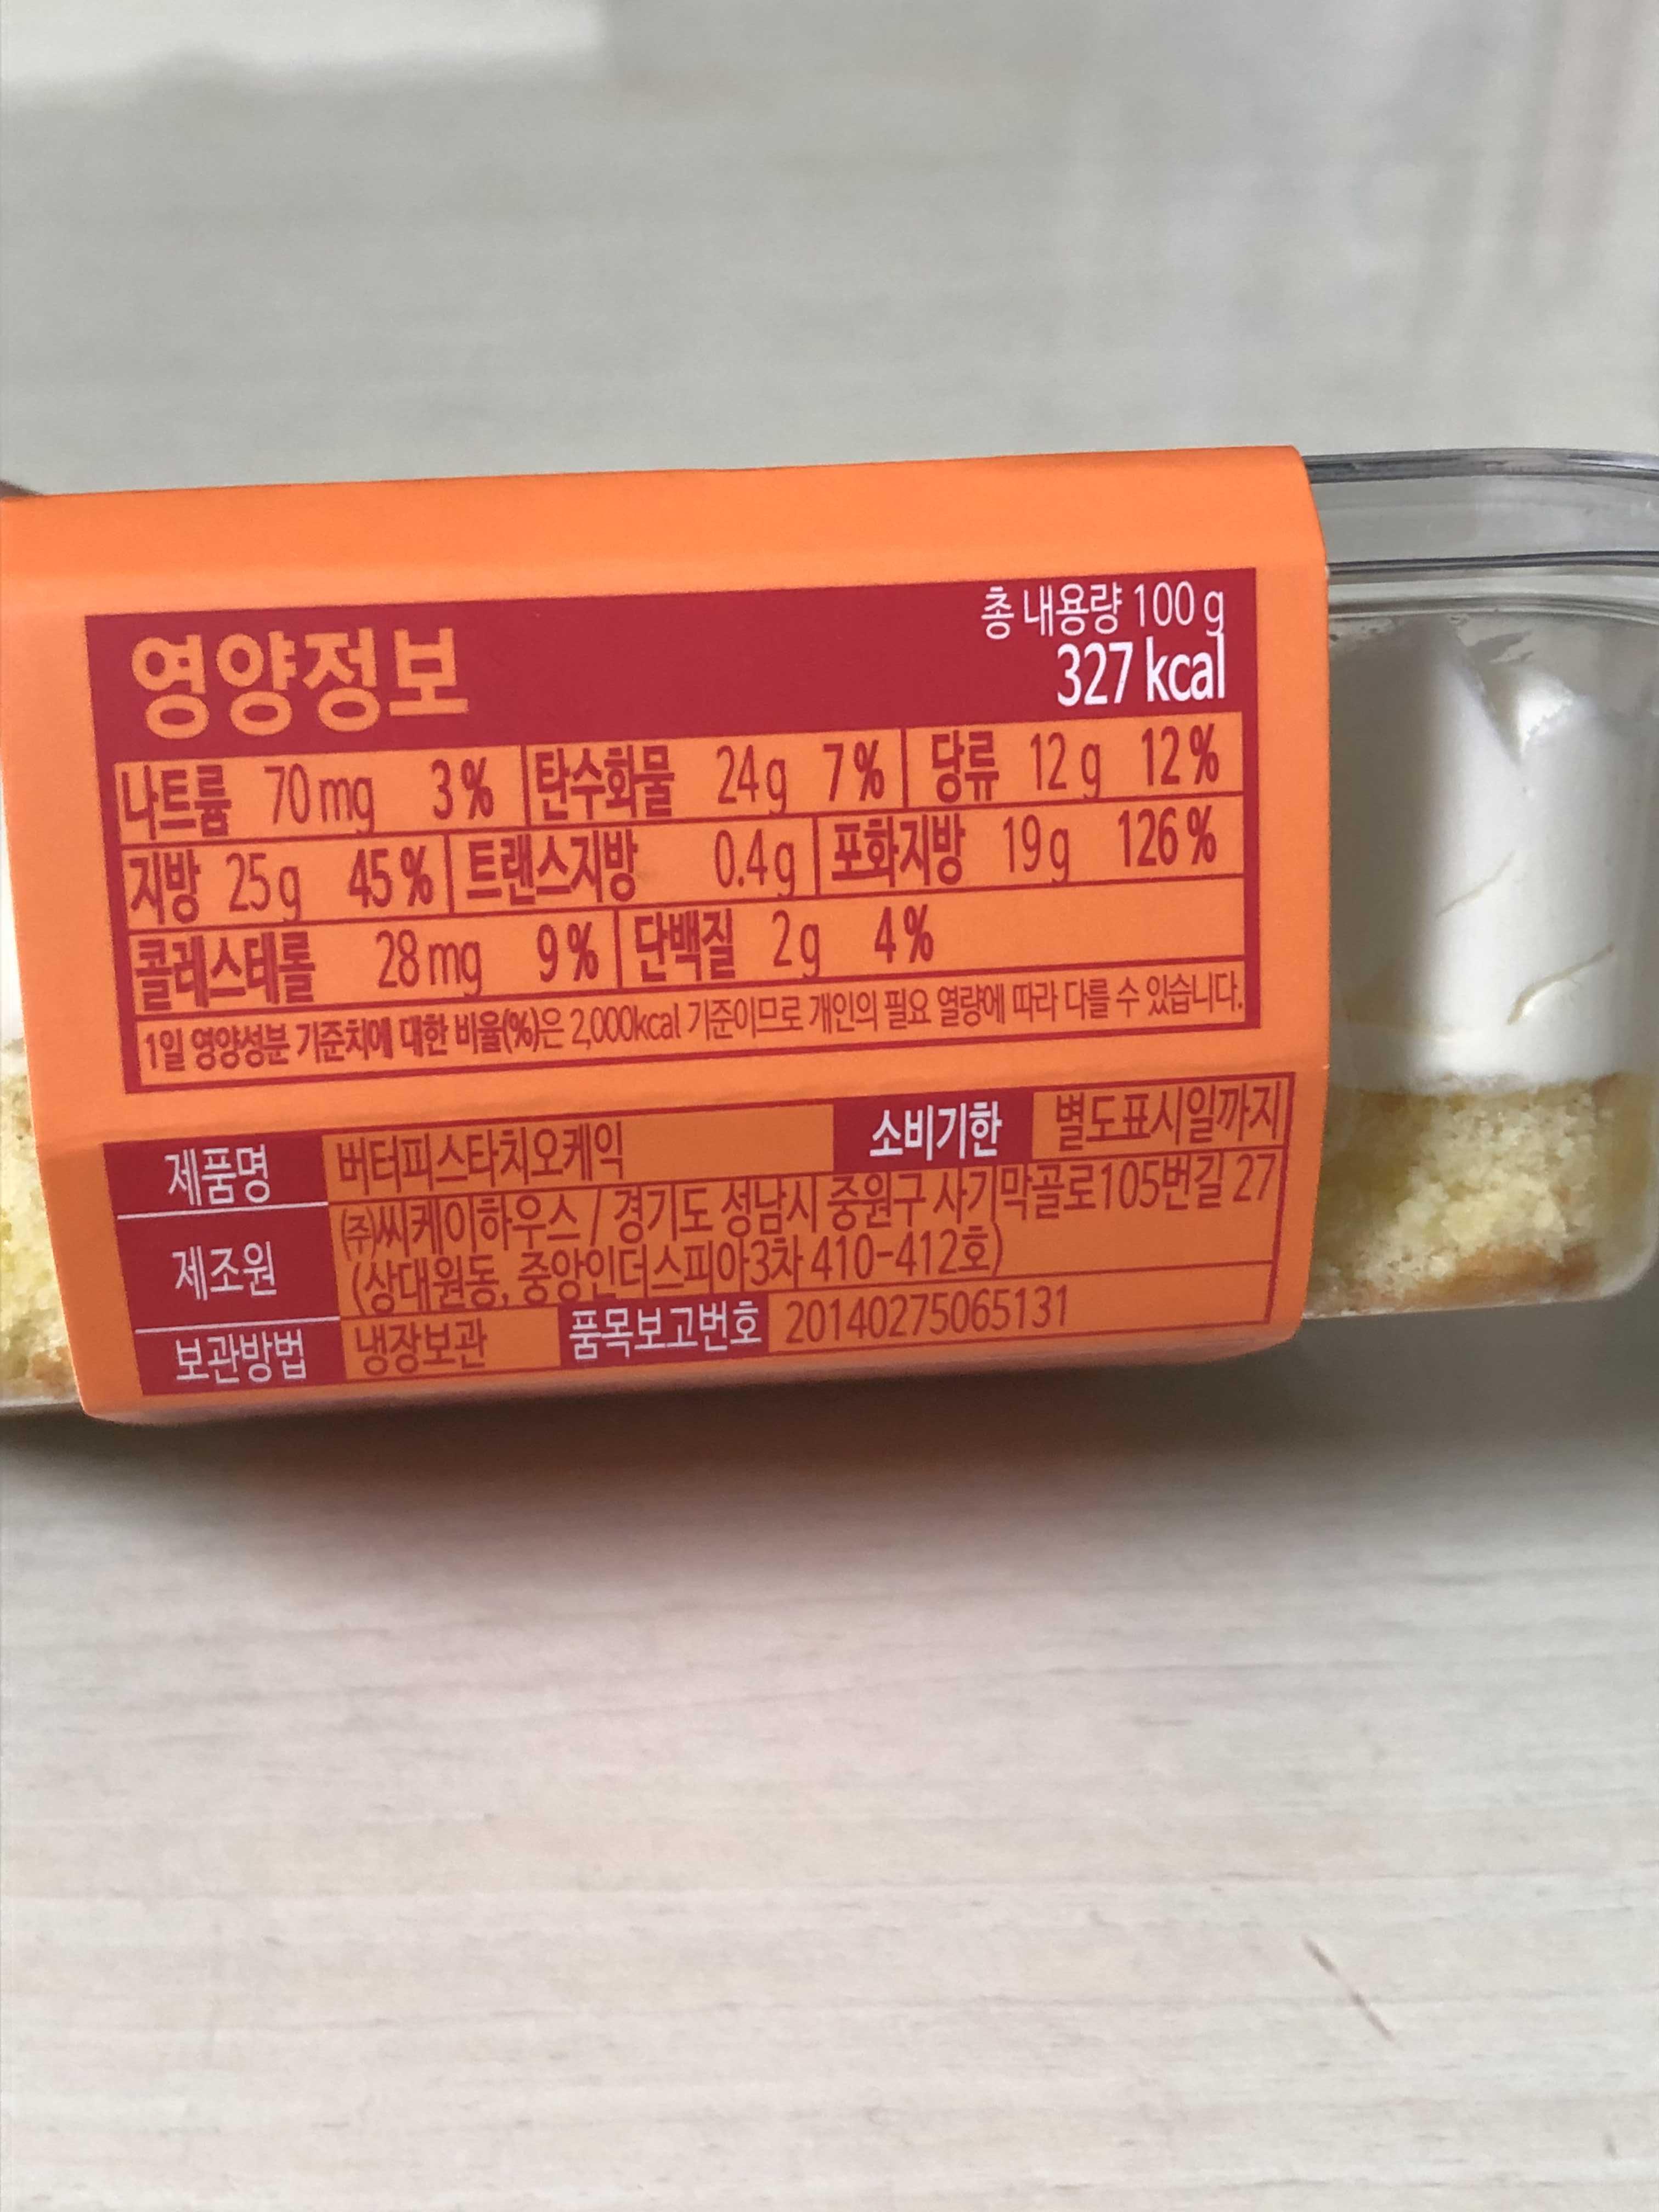 영양정보
총 내용량 100 g
327 kcal
나트륨 70 mg 3% 탄수화물 24 g 7% 당류 12 g 12%
지방 25 g 45% 트랜스지방 0.4 g 포화지방 19 g 126%
콜레스테롤 28 mg 9% 단백질 2 g 4%
1일 영양성분 기준치에 대한 비율(%)은 2,000kcal 기준이므로 개인의 필요 열량에 따라 다를 수 있습니다.
제품명 버터피스타치오케익 소비기한 별도표시일까지
제조원 (주)씨케이하우스 / 경기도 성남시 중원구 사기막골로105번길 27
(상대원동, 중앙인더스피아3차 410-412호)
보관방법 냉장보관 품목보고번호 20140275065131